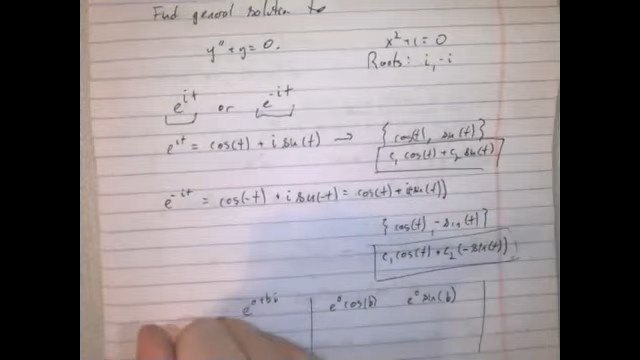 Find general solution to
y'' + y = 0.
x² + 1 = 0
Roots: i, -i
e^{it} or e^{-it}
e^{it} = cos(t) + i sin(t) ⇝ {cos(t), sin(t)}
c₁ cos(t) + c₂ sin(t)
e^{-it} = cos(-t) + i sin(-t) = cos(t) + i(-sin(t))
{cos(t), -sin(t)}
c₁ cos(t) + c₂ (-sin(t))
e^{a+bi} e^a cos(b) e^a sin(b)